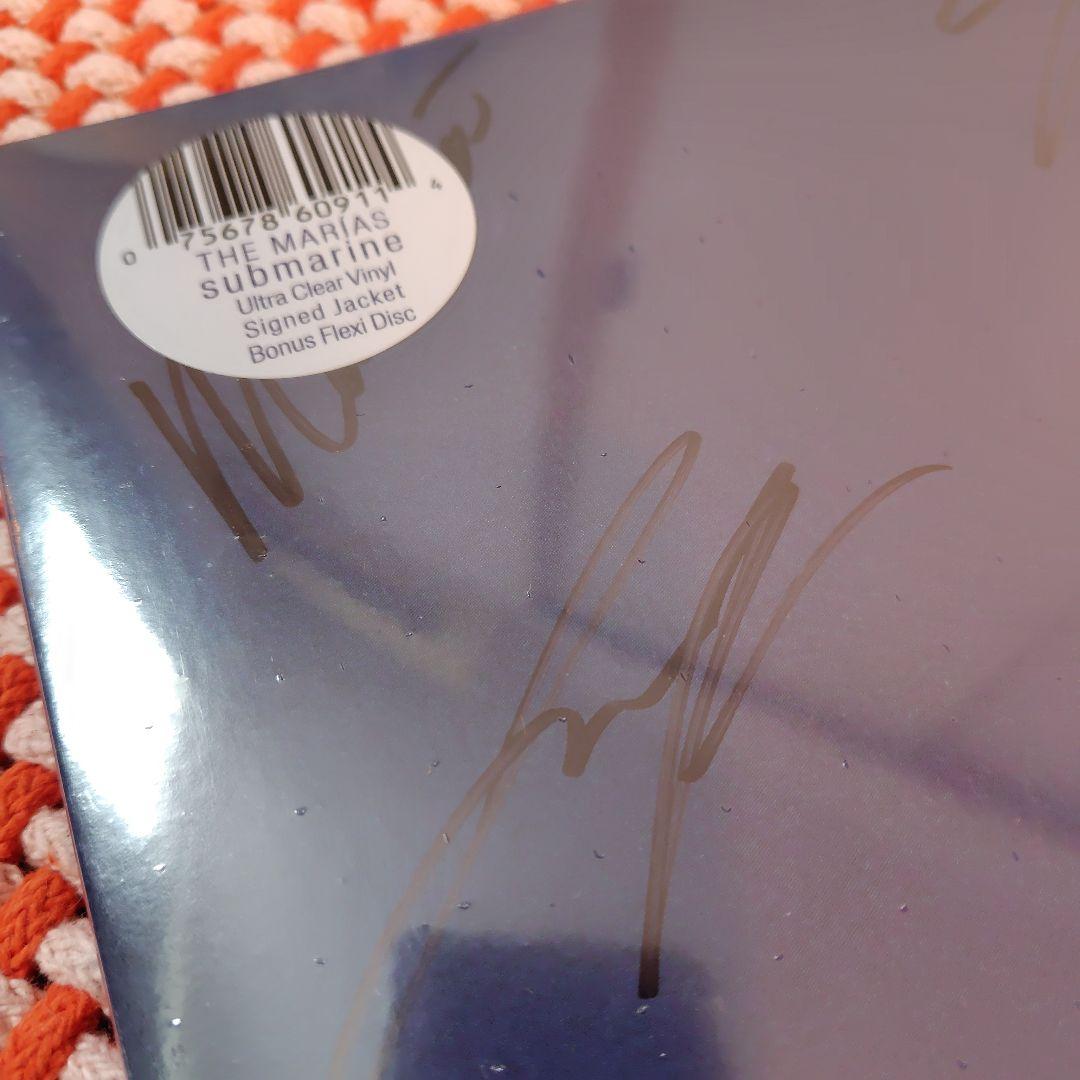 0 75678 60911 4
THE MARÍAS
submarine
Ultra Clear Vinyl
Signed Jacket
Bonus Flexi Disc